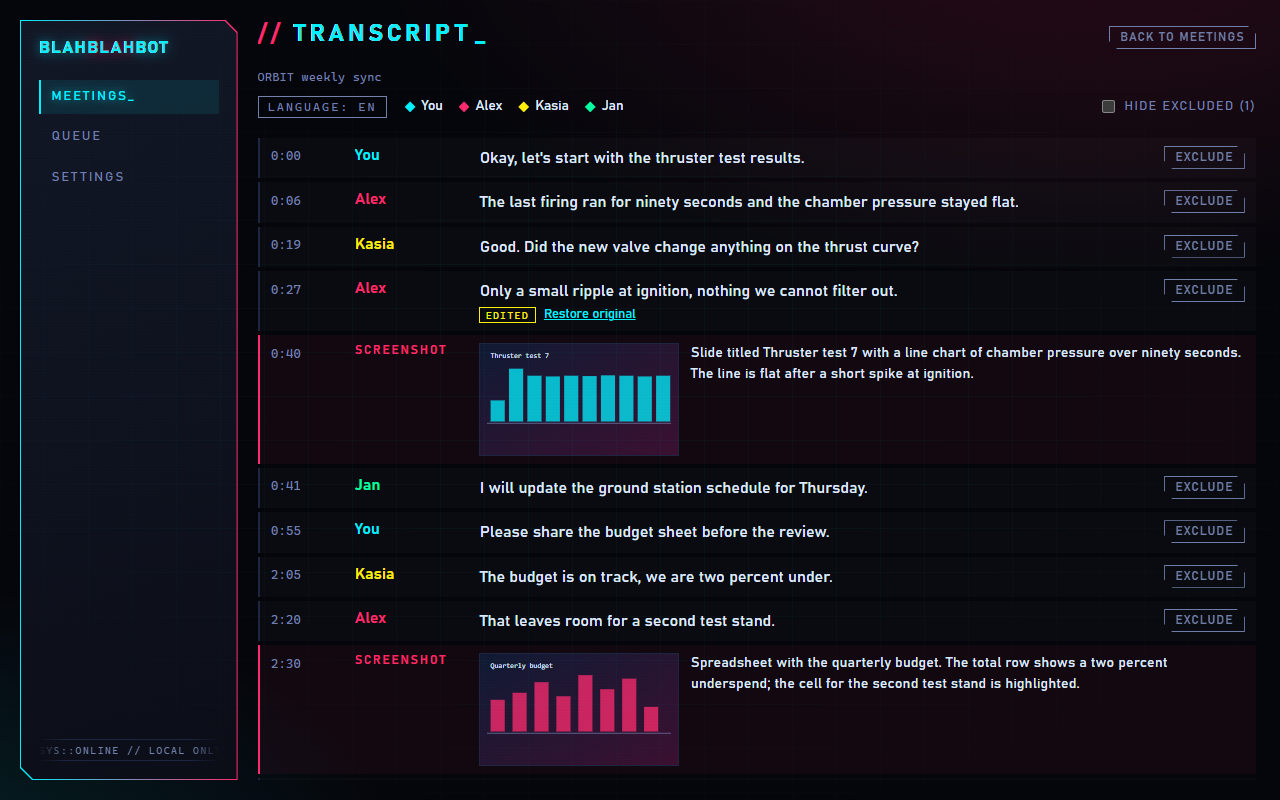 BLAHBLAHBOT
MEETINGS_
QUEUE
SETTINGS
SYS::ONLINE // LOCAL
// TRANSCRIPT_
BACK TO MEETINGS
ORBIT weekly sync
LANGUAGE: EN
You
Alex
Kasia
Jan
HIDE EXCLUDED (1)
0:00 You Okay, let's start with the thruster test results. EXCLUDE
0:06 Alex The last firing ran for ninety seconds and the chamber pressure stayed flat. EXCLUDE
0:19 Kasia Good. Did the new valve change anything on the thrust curve? EXCLUDE
0:27 Alex Only a small ripple at ignition, nothing we cannot filter out. EXCLUDE
EDITED Restore original
0:40 SCREENSHOT
Thruster test 7
Slide titled Thruster test 7 with a line chart of chamber pressure over ninety seconds.
The line is flat after a short spike at ignition.
0:41 Jan I will update the ground station schedule for Thursday. EXCLUDE
0:55 You Please share the budget sheet before the review. EXCLUDE
2:05 Kasia The budget is on track, we are two percent under. EXCLUDE
2:20 Alex That leaves room for a second test stand. EXCLUDE
2:30 SCREENSHOT
Quarterly budget
Spreadsheet with the quarterly budget. The total row shows a two percent
underspend; the cell for the second test stand is highlighted.